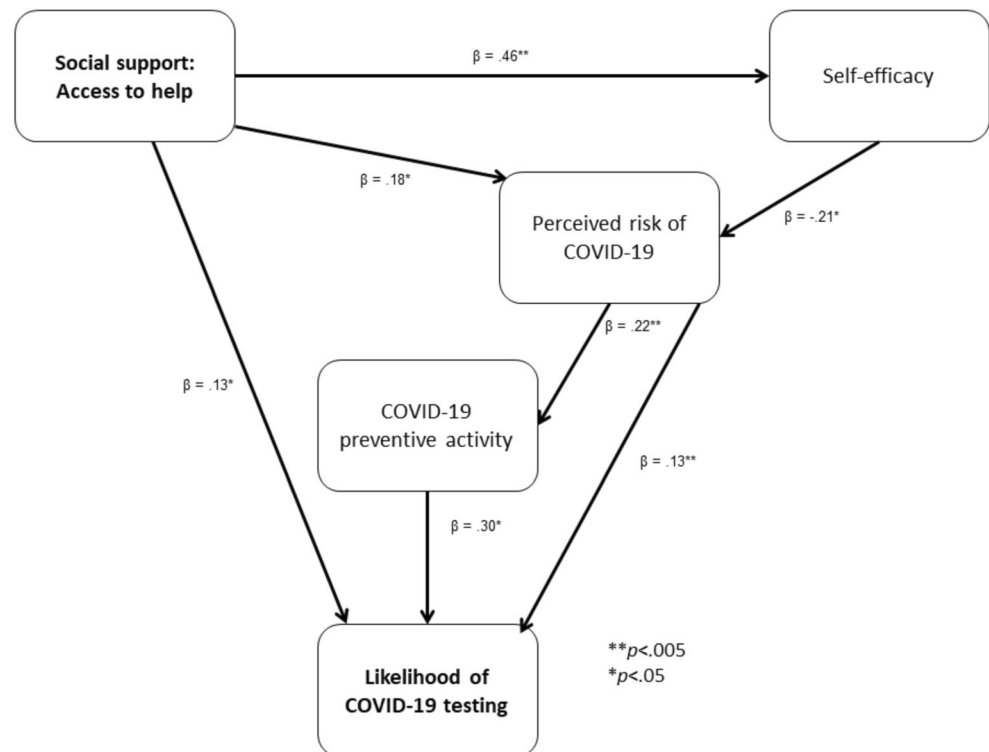 Social support:
Access to help
β = .46**
Self-efficacy
β = .18*
Perceived risk of
COVID-19
β = -.21*
β = .22**
β = .13*
COVID-19
preventive activity
β = .13**
β = .30*
Likelihood of
COVID-19 testing
**p<.005
*p<.05